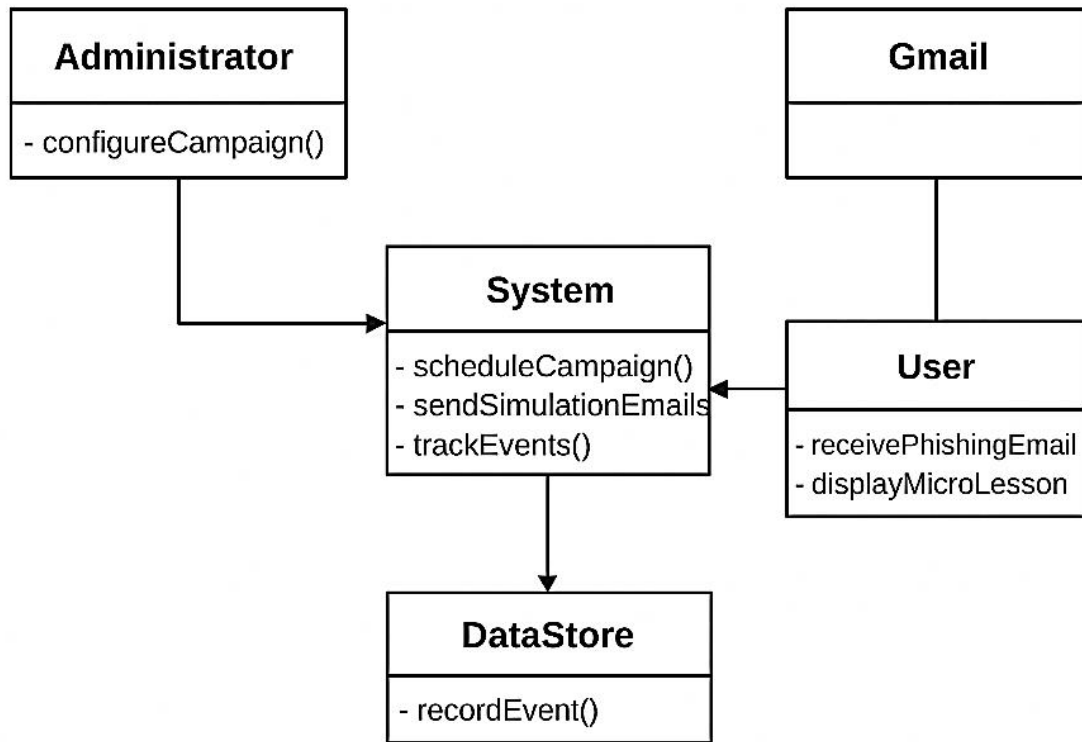 Administrator
- configureCampaign()
Gmail
System
- scheduleCampaign()
- sendSimulationEmails
- trackEvents()
User
- receivePhishingEmail
- displayMicroLesson
DataStore
- recordEvent()